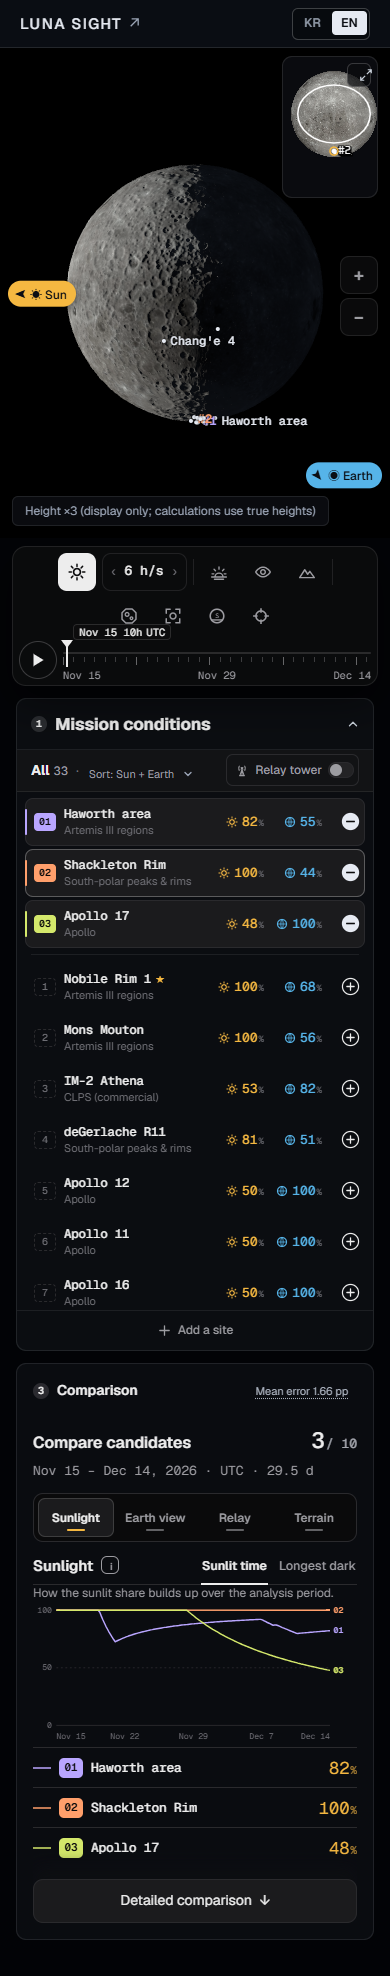 LUNA SIGHT ↗
KR EN
#2
+
Sun
−
Chang'e 4
Haworth area
Earth
Height ×3 (display only; calculations use true heights)
‹ 6 h/s ›
Nov 15 10h UTC
Nov 15 Nov 29 Dec 14
1 Mission conditions
All 33 · Sort: Sun + Earth Relay tower
01 Haworth area 82% 55%
Artemis III regions
02 Shackleton Rim 100% 44%
South-polar peaks & rims
03 Apollo 17 48% 100%
Apollo
1 Nobile Rim 1 ★ 100% 68%
Artemis III regions
2 Mons Mouton 100% 56%
Artemis III regions
3 IM-2 Athena 53% 82%
CLPS (commercial)
4 deGerlache R11 81% 51%
South-polar peaks & rims
5 Apollo 12 50% 100%
Apollo
6 Apollo 11 50% 100%
Apollo
7 Apollo 16 50% 100%
Apollo
+ Add a site
3 Comparison Mean error 1.66 pp
Compare candidates 3 / 10
Nov 15 – Dec 14, 2026 · UTC · 29.5 d
Sunlight Earth view Relay Terrain
Sunlight i Sunlit time Longest dark
How the sunlit share builds up over the analysis period.
100 02
01
50 03
0
Nov 15 Nov 22 Nov 29 Dec 7 Dec 14
01 Haworth area 82%
02 Shackleton Rim 100%
03 Apollo 17 48%
Detailed comparison ↓